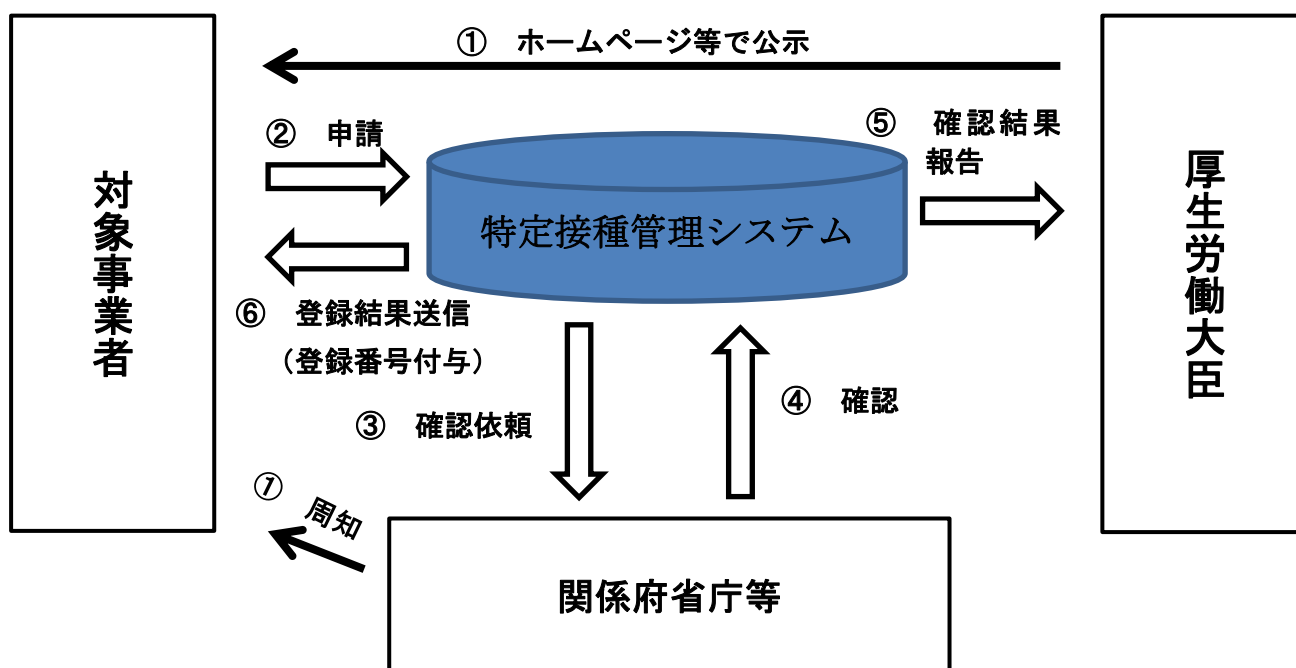 ① ホームページ等で公示
② 申請
⑤ 確認結果
報告
対象事業者
特定接種管理システム
厚生労働大臣
⑥ 登録結果送信
(登録番号付与)
③ 確認依頼
④ 確認
① 周知
関係府省庁等